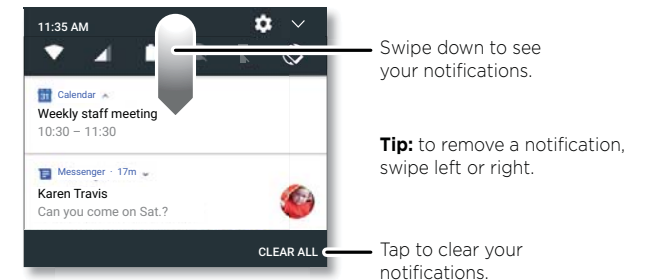 11:35 AM
Swipe down to see
your notifications.
31 Calendar
Weekly staff meeting
10:30 – 11:30
Tip: to remove a notification,
swipe left or right.
Messenger · 17m
Karen Travis
Can you come on Sat.?
CLEAR ALL
Tap to clear your
notifications.